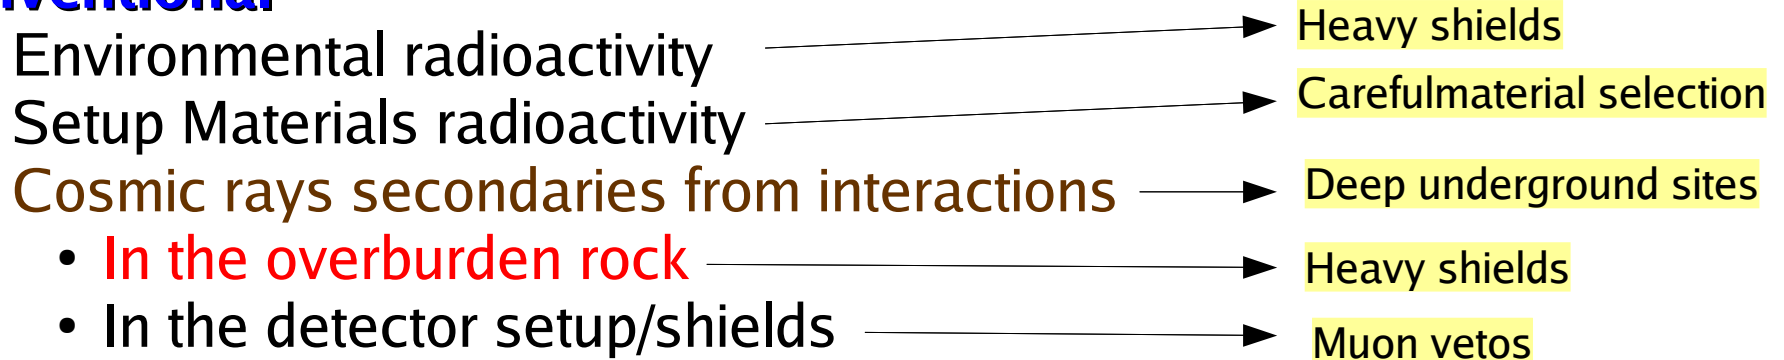 Environmental radioactivity Heavy shields
Setup Materials radioactivity Carefulmaterial selection
Cosmic rays secondaries from interactions Deep underground sites
• In the overburden rock Heavy shields
• In the detector setup/shields Muon vetos